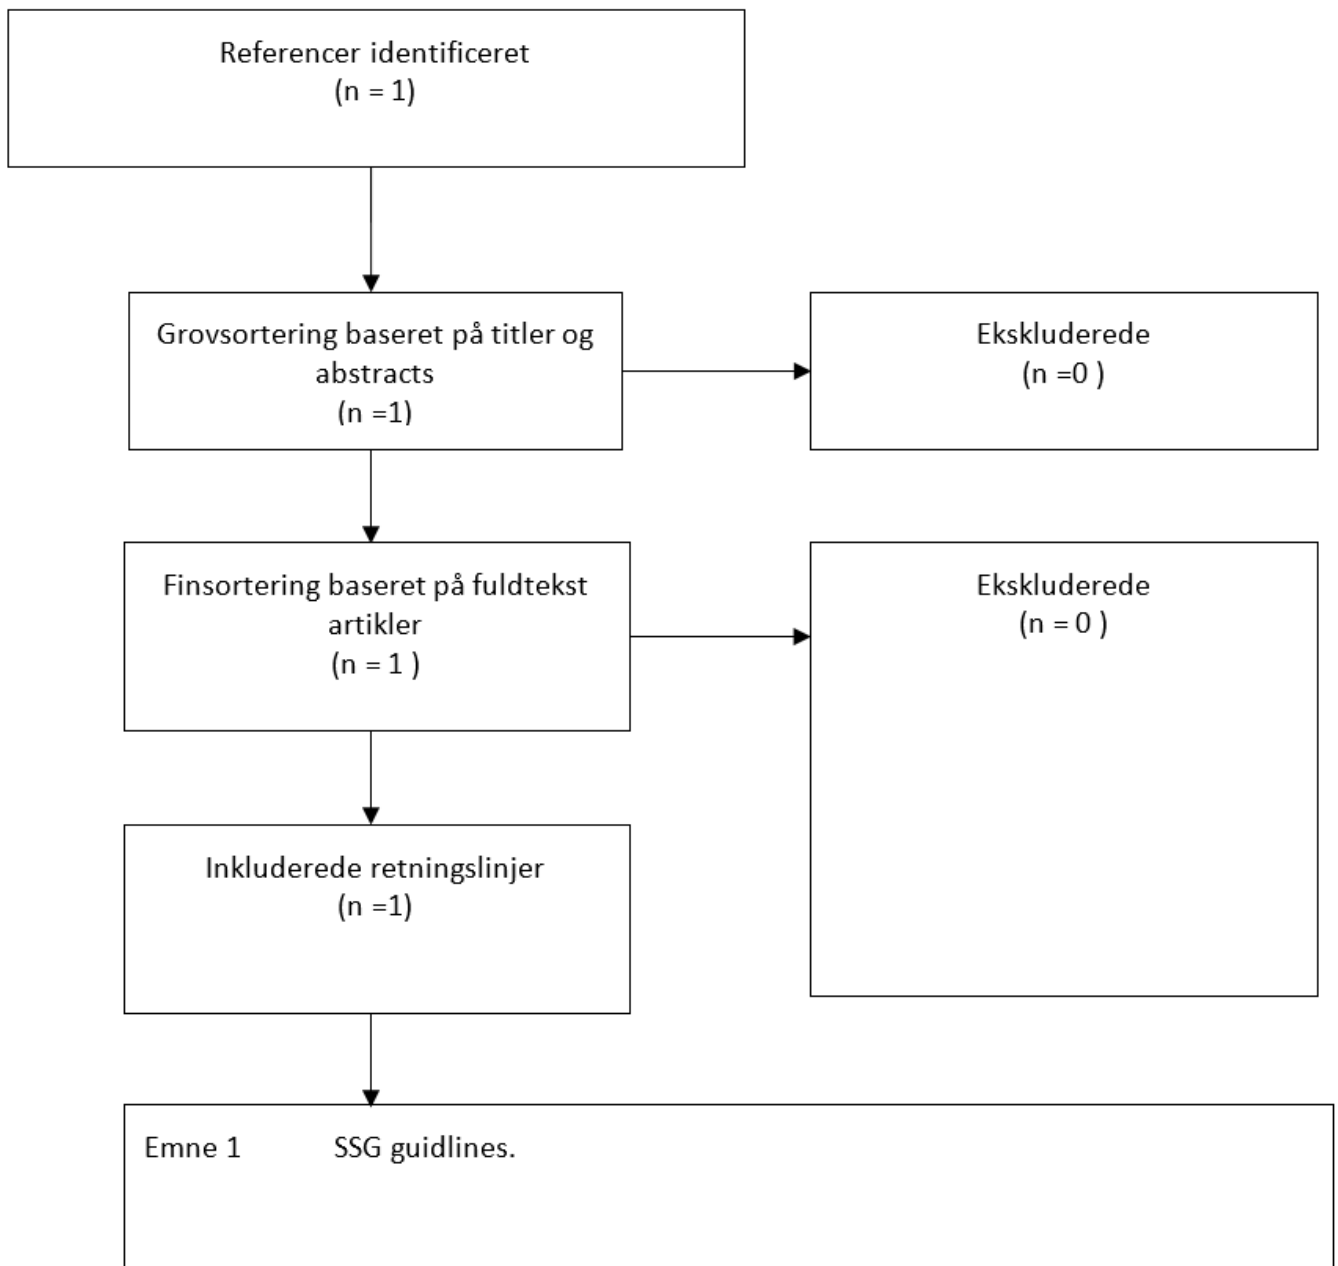 Referencer identificeret
(n = 1)
Grovsortering baseret på titler og
abstracts
(n =1)
Ekskluderede
(n =0 )
Finsortering baseret på fuldtekst
artikler
(n = 1 )
Ekskluderede
(n = 0 )
Inkluderede retningslinjer
(n =1)
Emne 1 SSG guidlines.